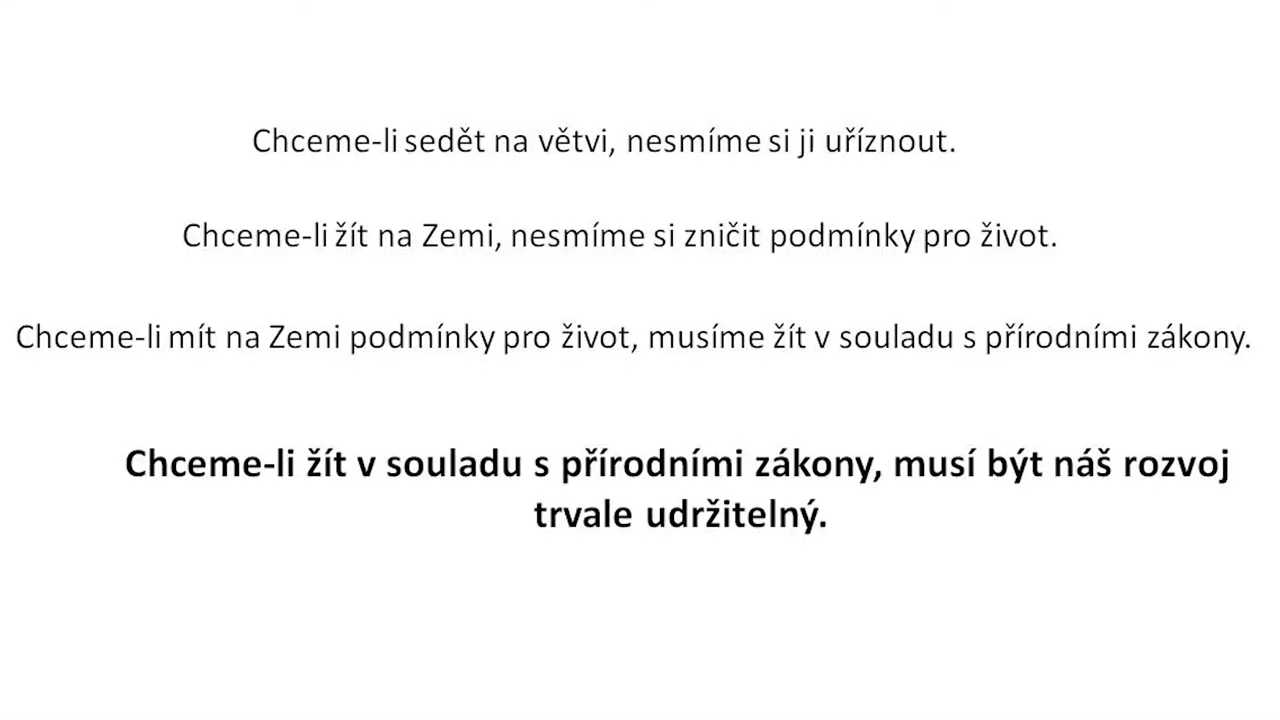 Chceme-li sedět na větvi, nesmíme si ji uříznout.
Chceme-li žít na Zemi, nesmíme si zničit podmínky pro život.
Chceme-li mít na Zemi podmínky pro život, musíme žít v souladu s přírodními zákony.
Chceme-li žít v souladu s přírodními zákony, musí být náš rozvoj
trvale udržitelný.